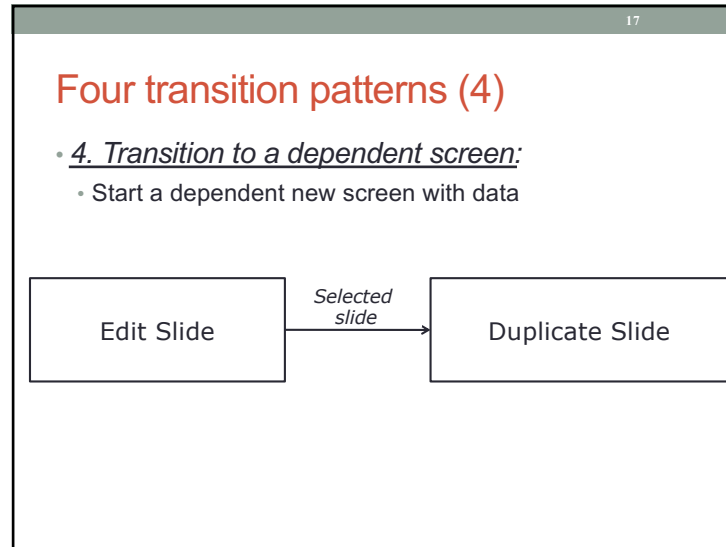 17
Four transition patterns (4)
• 4. Transition to a dependent screen:
• Start a dependent new screen with data
Edit Slide
Selected
slide
Duplicate Slide